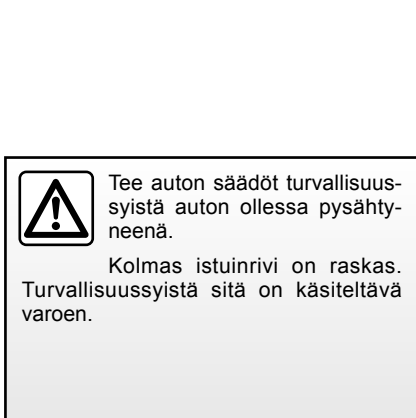 Tee auton säädöt turvallisuus-
syistä auton ollessa pysähty-
neenä.
Kolmas istuinrivi on raskas.
Turvallisuussyistä sitä on käsiteltävä
varoen.